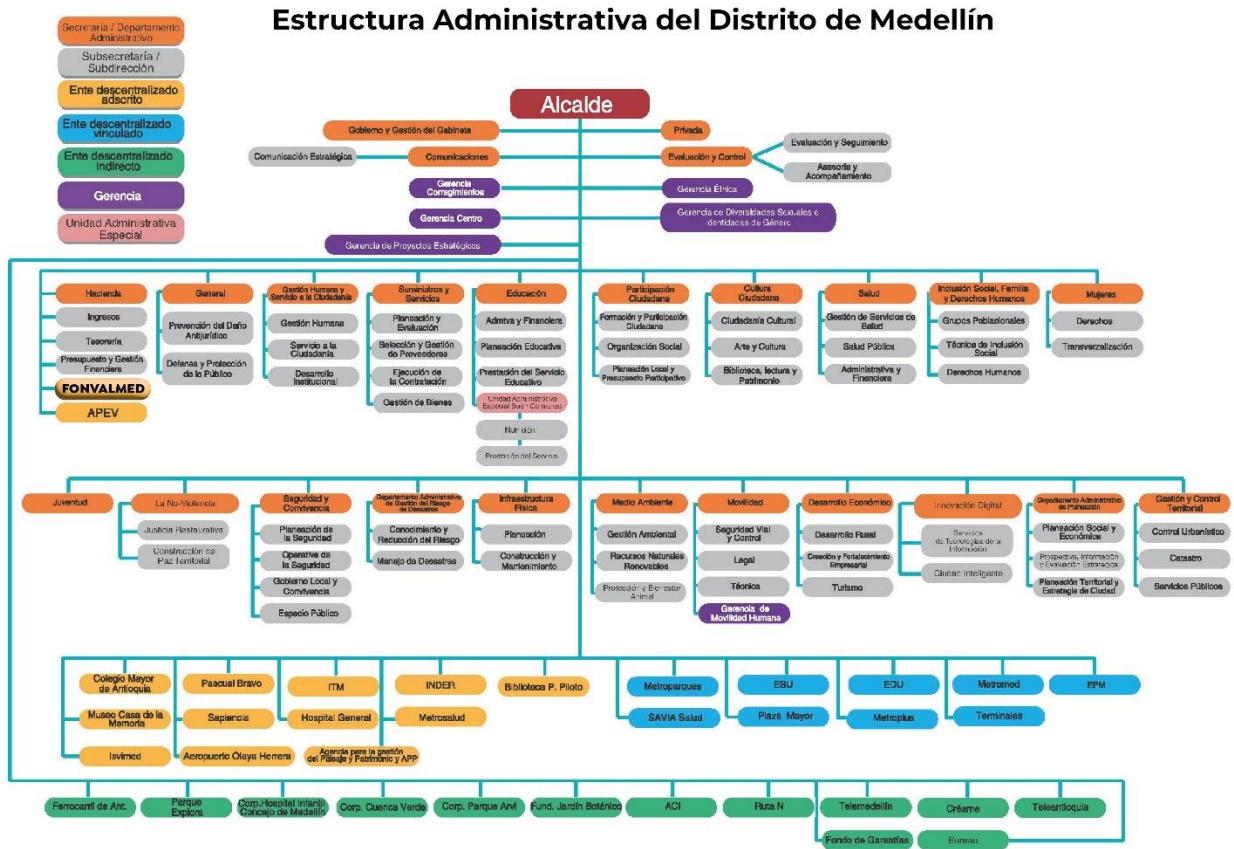 Estructura Administrativa del Distrito de Medellín
Secretaría / Departamento
Administrativo
Subsecretaría /
Subdirección
Ente descentralizado
adscrito
Ente descentralizado
vinculado
Ente descentralizado
Indirecto
Gerencia
Unidad Administrativa
Especial
Alcalde
Gobierno y Gestión del Gabinete
Privada
Comunicación Estratégica
Comunicaciones
Evaluación y Control
Evaluación y Seguimiento
Asesoría y
Acompañamiento
Gerencia
Corregimientos
Gerencia Étnica
Gerencia Centro
Gerencia de Diversidades Sexuales e
Identidades de Género
Gerencia de Proyectos Estratégicos
Hacienda
Ingresos
Tesorería
Presupuesto y Gestión
Financiera
FONVALMED
APEV
General
Prevención del Daño
Antijurídico
Defensa y Protección
de lo Público
Gestión Humana y
Servicio a la Ciudadanía
Gestión Humana
Servicio a la
Ciudadanía
Desarrollo
Institucional
Suministros y
Servicios
Planeación y
Evaluación
Selección y Gestión
de Proveedores
Ejecución de
la Contratación
Gestión de Bienes
Educación
Admtva y Financiera
Planeación Educativa
Prestación del Servicio
Educativo
Unidad Administrativa
Especial Buen Comienzo
Nutrición
Prestación del Servicio
Participación
Ciudadana
Formación y Participación
Ciudadana
Organización Social
Planeación Local y
Presupuesto Participativo
Cultura
Ciudadana
Ciudadanía Cultural
Arte y Cultura
Biblioteca, lectura y
Patrimonio
Salud
Gestión de Servicios de
Salud
Salud Pública
Administrativa y
Financiera
Inclusión Social, Familia
y Derechos Humanos
Grupos Poblacionales
Técnica de Inclusión
Social
Derechos Humanos
Mujeres
Derechos
Transverzalización
Juventud
La No-Violencia
Justicia Restaurativa
Construcción de
Paz Territorial
Seguridad y
Convivencia
Planeación de
la Seguridad
Operativa de
la Seguridad
Gobierno Local y
Convivencia
Espacio Público
Departamento Administrativo
de Gestión del Riesgo
de Desastres
Conocimiento y
Reducción del Riesgo
Manejo de Desastres
Infraestructura
Física
Planeación
Construcción y
Mantenimiento
Medio Ambiente
Gestión Ambiental
Recursos Naturales
Renovables
Protección y Bienestar
Animal
Movilidad
Seguridad Vial
y Control
Legal
Técnica
Gerencia de
Movilidad Humana
Desarrollo Económico
Desarrollo Rural
Creación y Fortalecimiento
Empresarial
Turismo
Innovación Digital
Servicios
de Tecnologías de la
Información
Ciudad Inteligente
Departamento Administrativo
de Planeación
Planeación Social y
Económica
Prospectiva, Información
y Evaluación Estratégica
Planeación Territorial y
Estrategia de Ciudad
Gestión y Control
Territorial
Control Urbanístico
Catastro
Servicios Públicos
Colegio Mayor
de Antioquia
Museo Casa de la
Memoria
Isvimed
Pascual Bravo
Sapiencia
Aeropuerto Olaya Herrera
ITM
Hospital General
Agencia para la gestión
del Paisaje y Patrimonio y APP
INDER
Metrosalud
Biblioteca P. Piloto
Metroparques
SAVIA Salud
ESU
Plaza Mayor
EDU
Metroplus
Metromed
Terminales
EPM
Ferrocarril de Ant.
Parque
Explora
Corp.Hospital Infantil
Concejo de Medellín
Corp. Cuenca Verde
Corp. Parque Arvi
Fund. Jardín Botánico
ACI
Ruta N
Telemedellín
Créame
Teleantioquia
Fondo de Garantías
Bureau